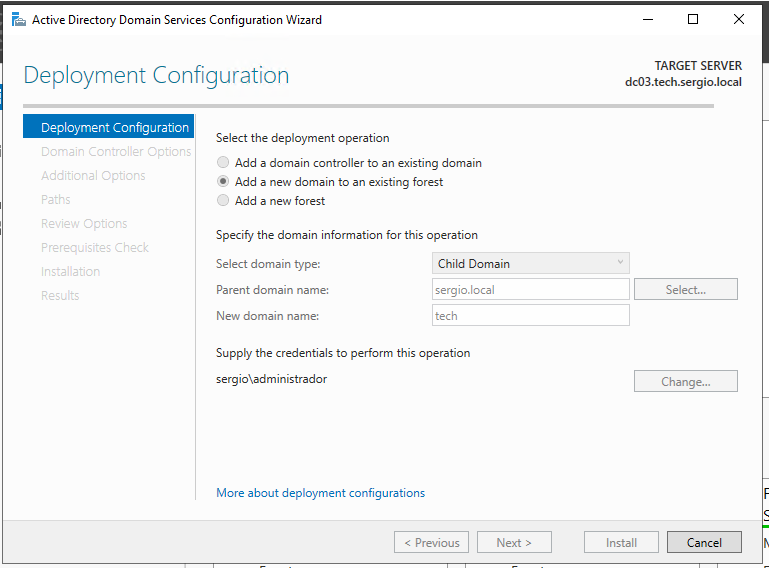 Active Directory Domain Services Configuration Wizard
Deployment Configuration
TARGET SERVER
dc03.tech.sergio.local
Deployment Configuration
Domain Controller Options
Additional Options
Paths
Review Options
Prerequisites Check
Installation
Results
Select the deployment operation
Add a domain controller to an existing domain
Add a new domain to an existing forest
Add a new forest
Specify the domain information for this operation
Select domain type: Child Domain
Parent domain name: sergio.local Select...
New domain name: tech
Supply the credentials to perform this operation
sergio\administrador Change...
More about deployment configurations
< Previous Next > Install Cancel